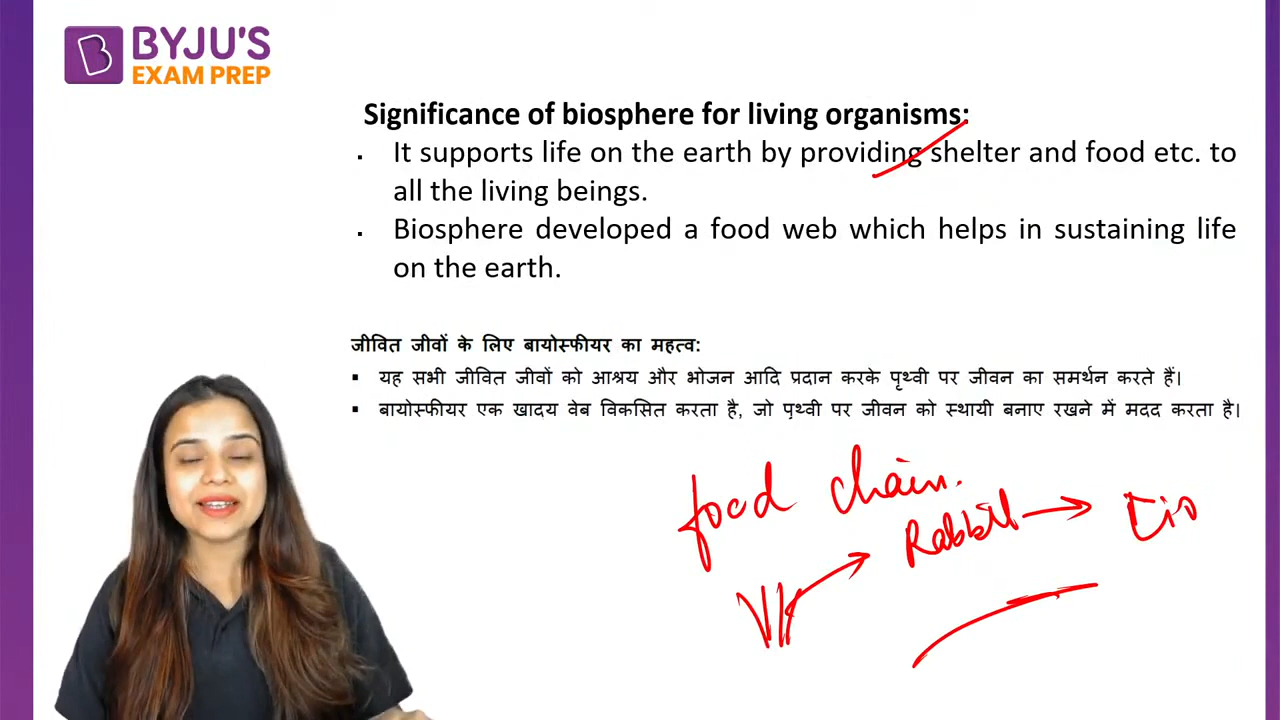 BYJU'S
EXAM PREP
Significance of biosphere for living organisms:
▪ It supports life on the earth by providing shelter and food etc. to
all the living beings.
▪ Biosphere developed a food web which helps in sustaining life
on the earth.
जीवित जीवों के लिए बायोस्फीयर का महत्व:
▪ यह सभी जीवित जीवों को आश्रय और भोजन आदि प्रदान करके पृथ्वी पर जीवन का समर्थन करते हैं।
▪ बायोस्फीयर एक खादय वेब विकसित करता है, जो पृथ्वी पर जीवन को स्थायी बनाए रखने में मदद करता है।
food chain.
Rabbit →